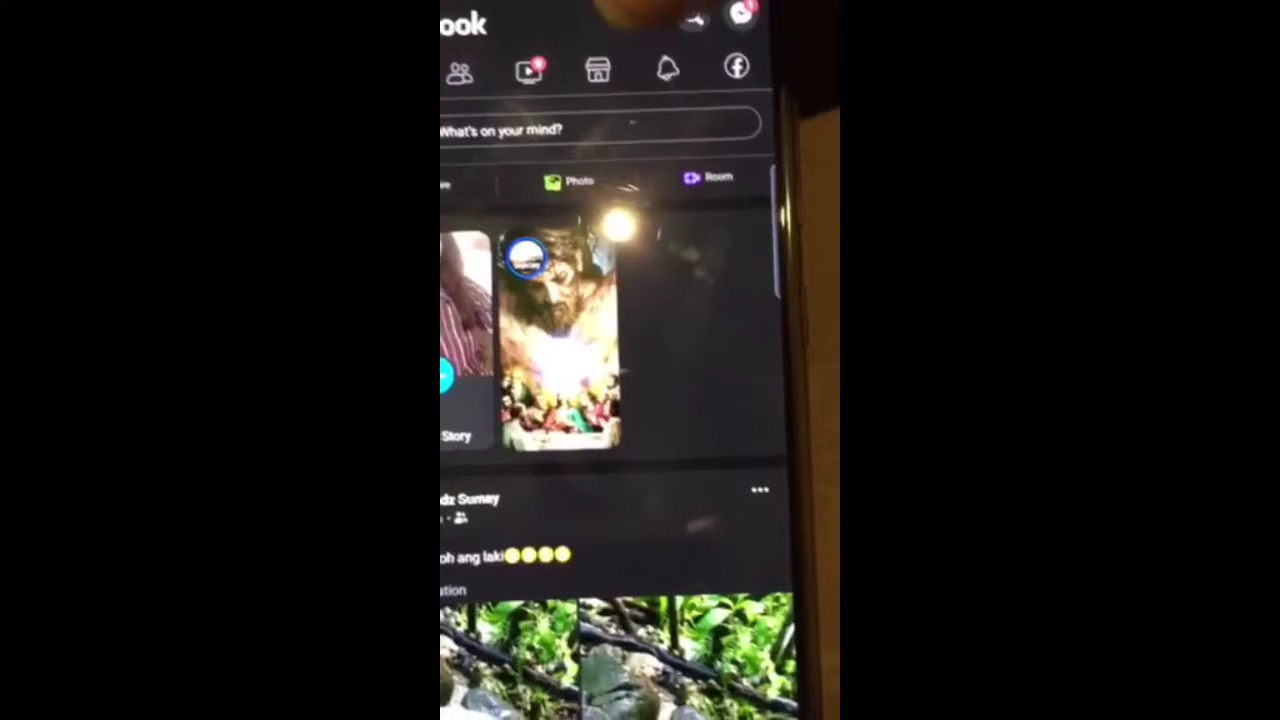 ook
What's on your mind?
Photo
Room
Story
dz Sumay
oh ang laki
ation